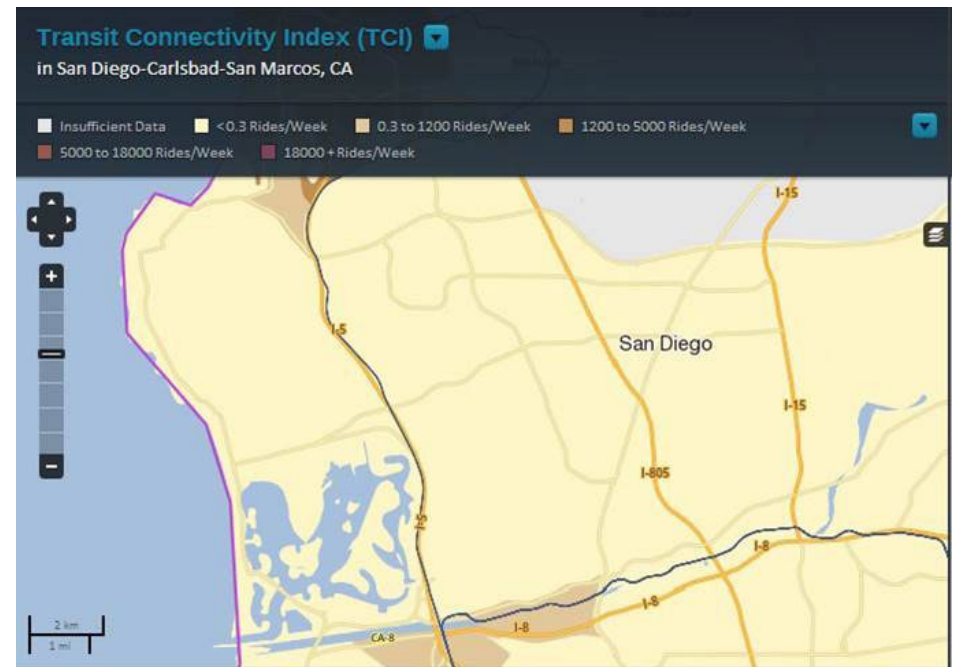 Transit Connectivity Index (TCI)
in San Diego-Carlsbad-San Marcos, CA
Insufficient Data <0.3 Rides/Week 0.3 to 1200 Rides/Week 1200 to 5000 Rides/Week
5000 to 18000 Rides/Week 18000 + Rides/Week
I-15
I-5
San Diego
I-15
I-805
I-5
I-8
I-8
I-8
CA-8
2 km
1 mi